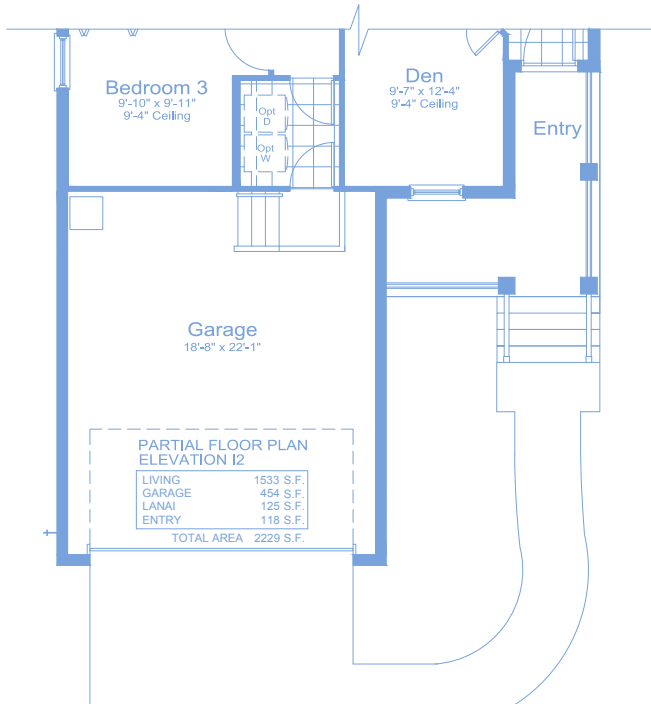 Bedroom 3
9'-10" x 9'-11"
9'-4" Ceiling
Opt
D
Opt
W
Den
9'-7" x 12'-4"
9'-4" Ceiling
Entry
Garage
18'-8" x 22'-1"
PARTIAL FLOOR PLAN
ELEVATION I2
LIVING 1533 S.F.
GARAGE 454 S.F.
LANAI 125 S.F.
ENTRY 118 S.F.
TOTAL AREA 2229 S.F.